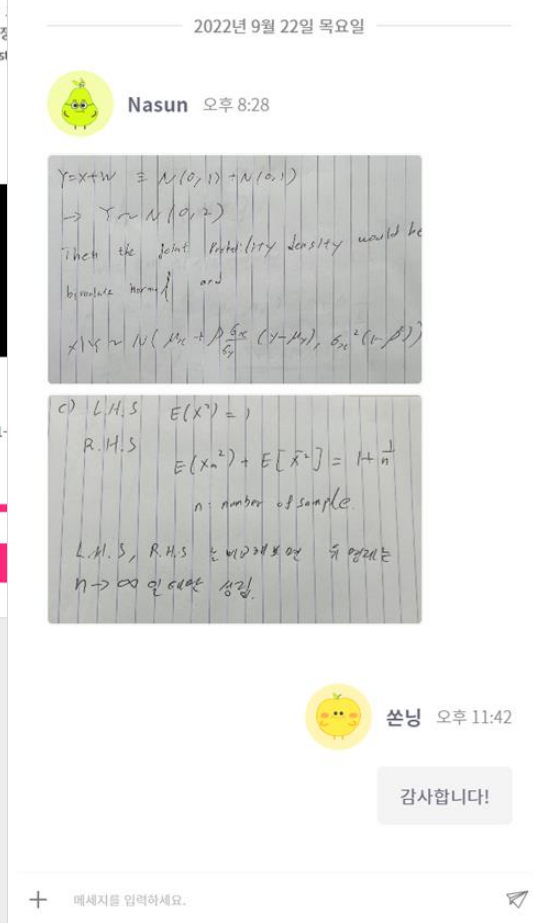 2022년 9월 22일 목요일
Nasun 오후 8:28
Y=X+W ≡ N(0,1)+N(0,1)
→ Y~N(0,2)
Then the joint Probability density would be
bivariate normal and
X|Y ~ N(μx + ρ σx/σy (Y-μy), σx²(1-ρ²))
c) L.H.S E(X²) = 1
R.H.S
E(Xn²) + E[X̄²] = 1+ 1/n
n: number of sample.
L.H.S, R.H.S 를 비교해보면 위 명제는
n→∞ 일 때만 성립.
쏜닝 오후 11:42
감사합니다!
메세지를 입력하세요.